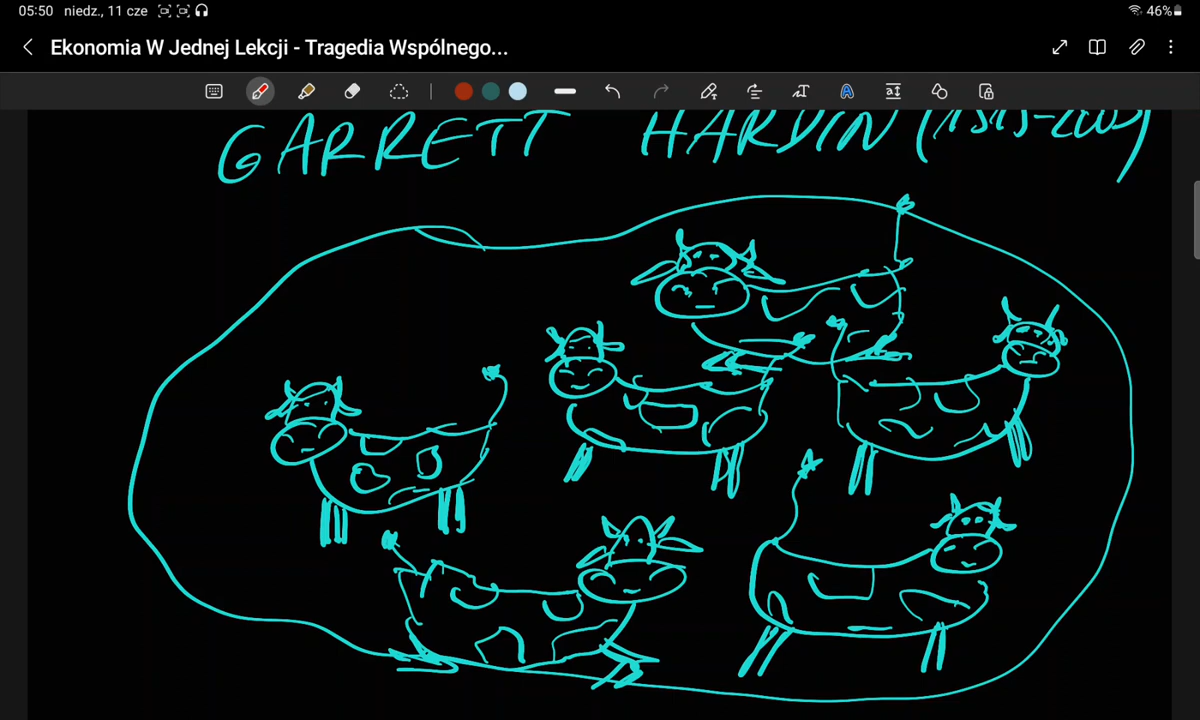 05:50 niedz., 11 cze 46%
Ekonomia W Jednej Lekcji - Tragedia Wspólnego...
GARRETT HARDIN